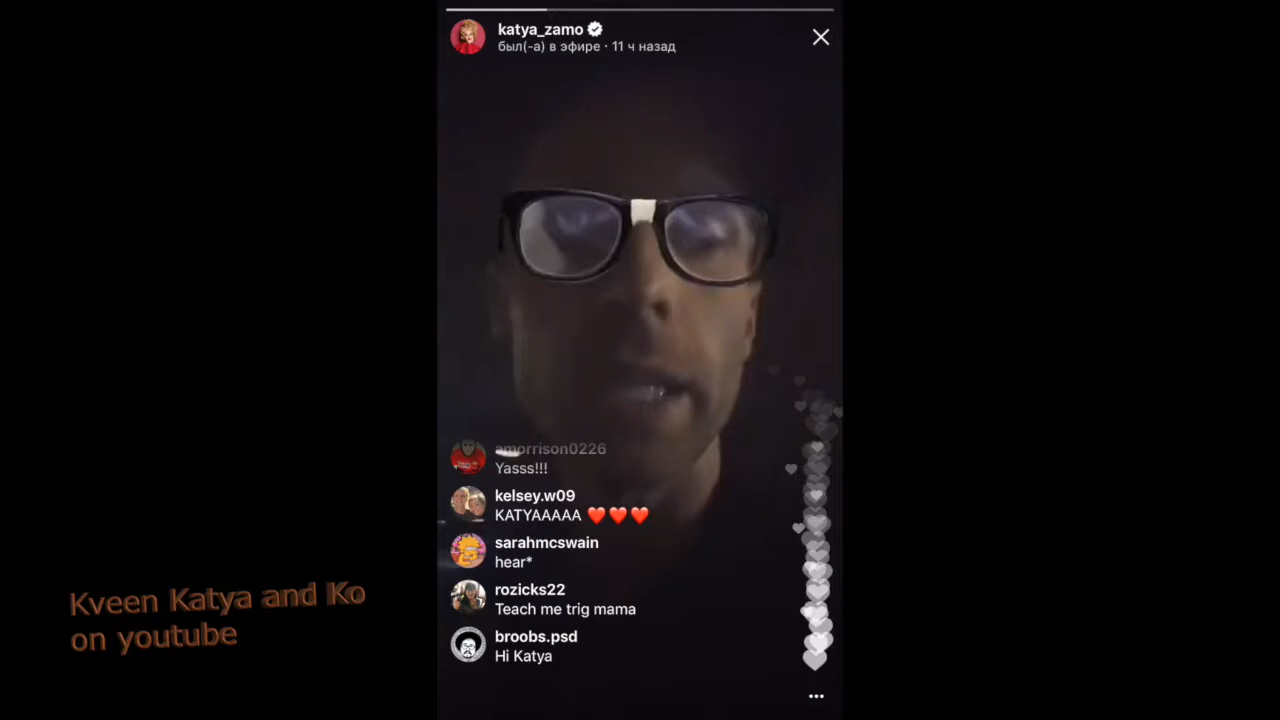 katya_zamo
был(-а) в эфире · 11 ч назад
amorrison0226
Yasss!!!
kelsey.w09
KATYAAAAA ❤️❤️❤️
sarahmcswain
hear*
rozicks22
Teach me trig mama
broobs.psd
Hi Katya
Kveen Katya and Ko
on youtube